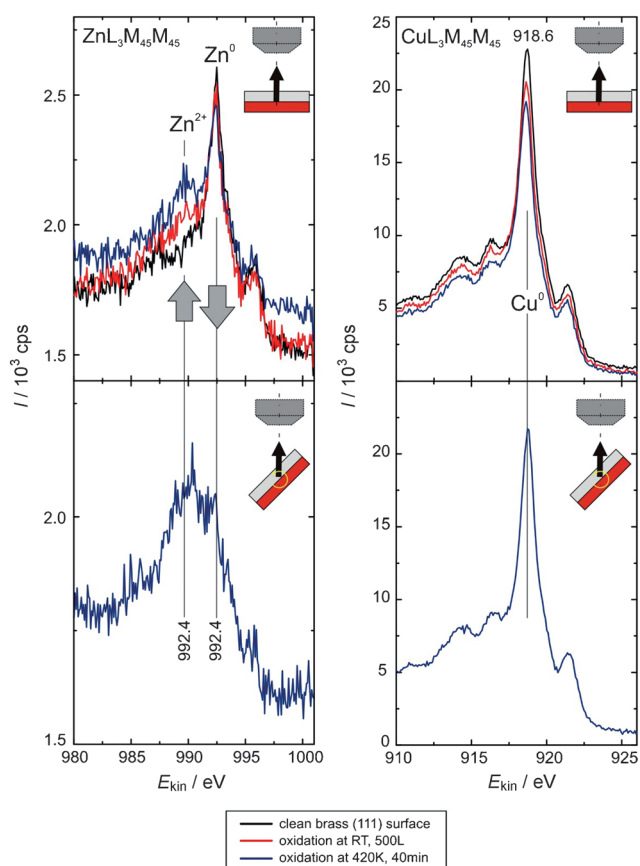 ZnL₃M₄₅M₄₅
Zn⁰
Zn²⁺
I / 10³ cps
2.5
2.0
1.5
CuL₃M₄₅M₄₅
918.6
Cu⁰
25
20
15
10
5
I / 10³ cps
2.0
1.5
992.4
992.4
980
985
990
995
1000
E_kin / eV
20
15
10
5
0
910
915
920
925
E_kin / eV
clean brass (111) surface
oxidation at RT, 500L
oxidation at 420K, 40min